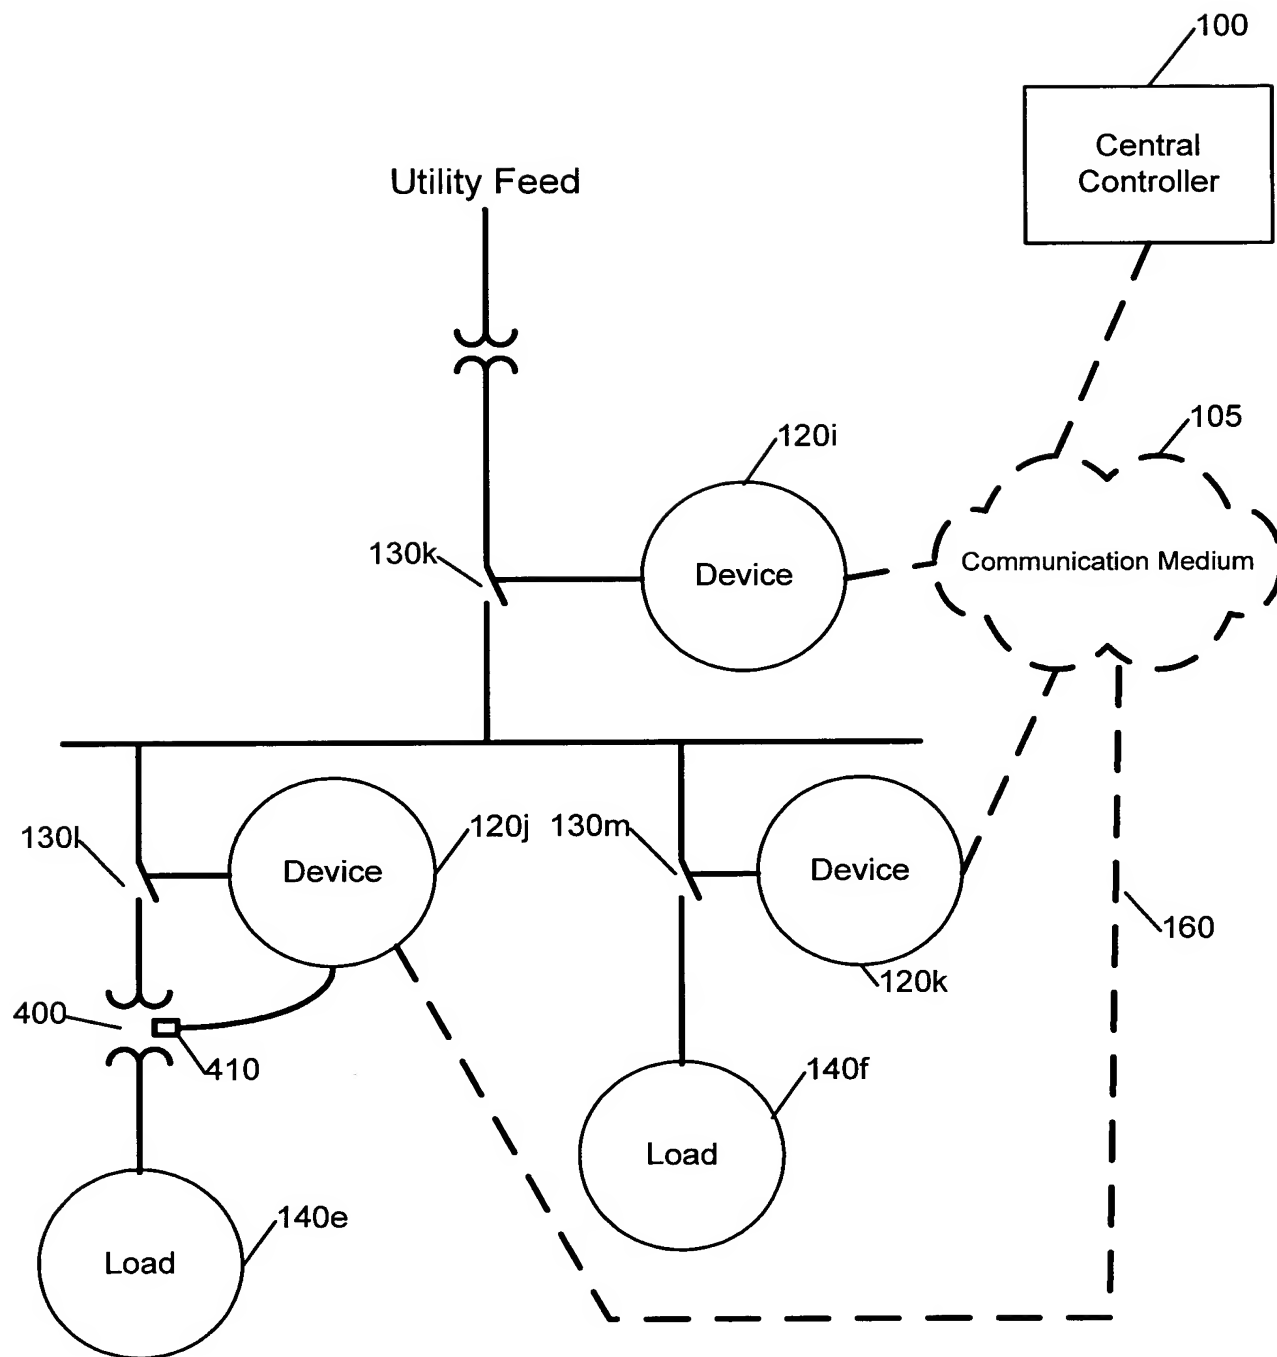 100
Central
Controller
Utility Feed
105
120i
130k
Device
Communication Medium
130l
Device
120j
130m
Device
160
120k
400
410
140f
Load
140e
Load